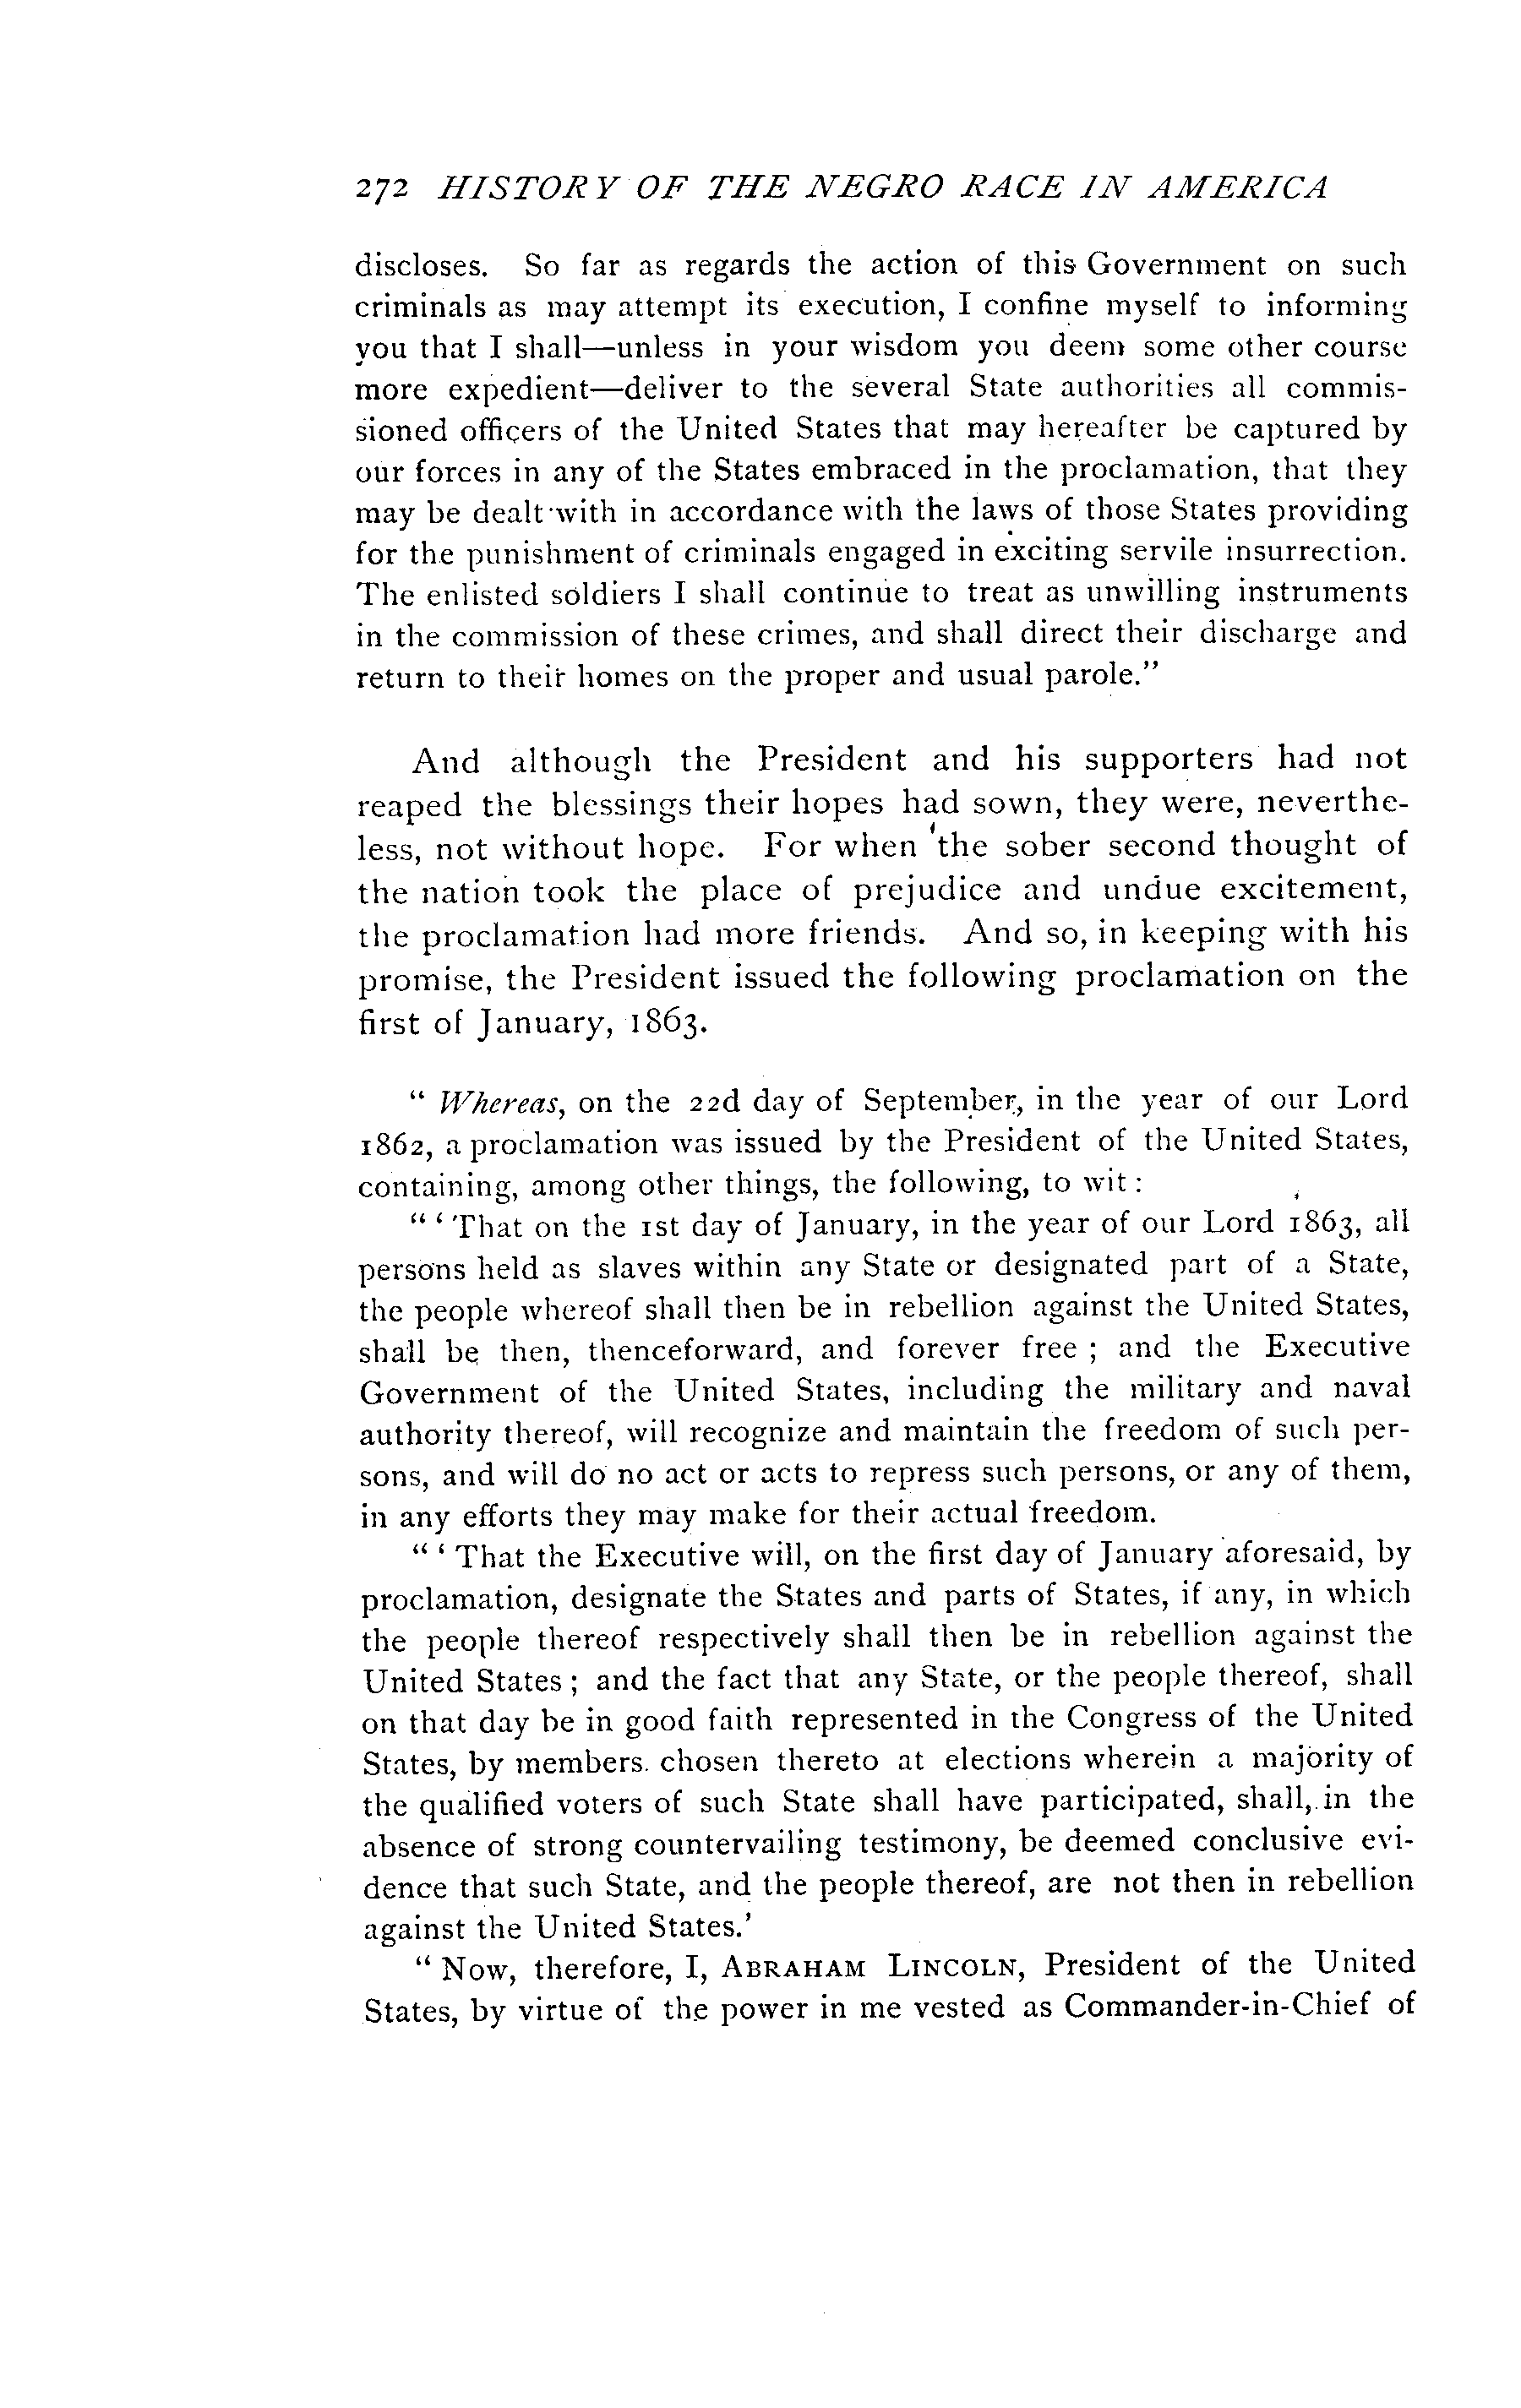 272 HISTORY OF THE NEGRO RACE IN AMERICA
discloses. So far as regards the action of this Government on such
criminals as may attempt its execution, I confine myself to informing
you that I shall—unless in your wisdom you deem some other course
more expedient—deliver to the several State authorities all commis-
sioned officers of the United States that may hereafter be captured by
our forces in any of the States embraced in the proclamation, that they
may be dealt with in accordance with the laws of those States providing
for the punishment of criminals engaged in exciting servile insurrection.
The enlisted soldiers I shall continue to treat as unwilling instruments
in the commission of these crimes, and shall direct their discharge and
return to their homes on the proper and usual parole.”
And although the President and his supporters had not
reaped the blessings their hopes had sown, they were, neverthe-
less, not without hope. For when the sober second thought of
the nation took the place of prejudice and undue excitement,
the proclamation had more friends. And so, in keeping with his
promise, the President issued the following proclamation on the
first of January, 1863.
“ Whereas, on the 22d day of September, in the year of our Lord
1862, a proclamation was issued by the President of the United States,
containing, among other things, the following, to wit :
“ ‘ That on the 1st day of January, in the year of our Lord 1863, all
persons held as slaves within any State or designated part of a State,
the people whereof shall then be in rebellion against the United States,
shall be then, thenceforward, and forever free ; and the Executive
Government of the United States, including the military and naval
authority thereof, will recognize and maintain the freedom of such per-
sons, and will do no act or acts to repress such persons, or any of them,
in any efforts they may make for their actual freedom.
“ ‘ That the Executive will, on the first day of January aforesaid, by
proclamation, designate the States and parts of States, if any, in which
the people thereof respectively shall then be in rebellion against the
United States ; and the fact that any State, or the people thereof, shall
on that day be in good faith represented in the Congress of the United
States, by members chosen thereto at elections wherein a majority of
the qualified voters of such State shall have participated, shall, in the
absence of strong countervailing testimony, be deemed conclusive evi-
dence that such State, and the people thereof, are not then in rebellion
against the United States.’
“ Now, therefore, I, ABRAHAM LINCOLN, President of the United
States, by virtue of the power in me vested as Commander-in-Chief of